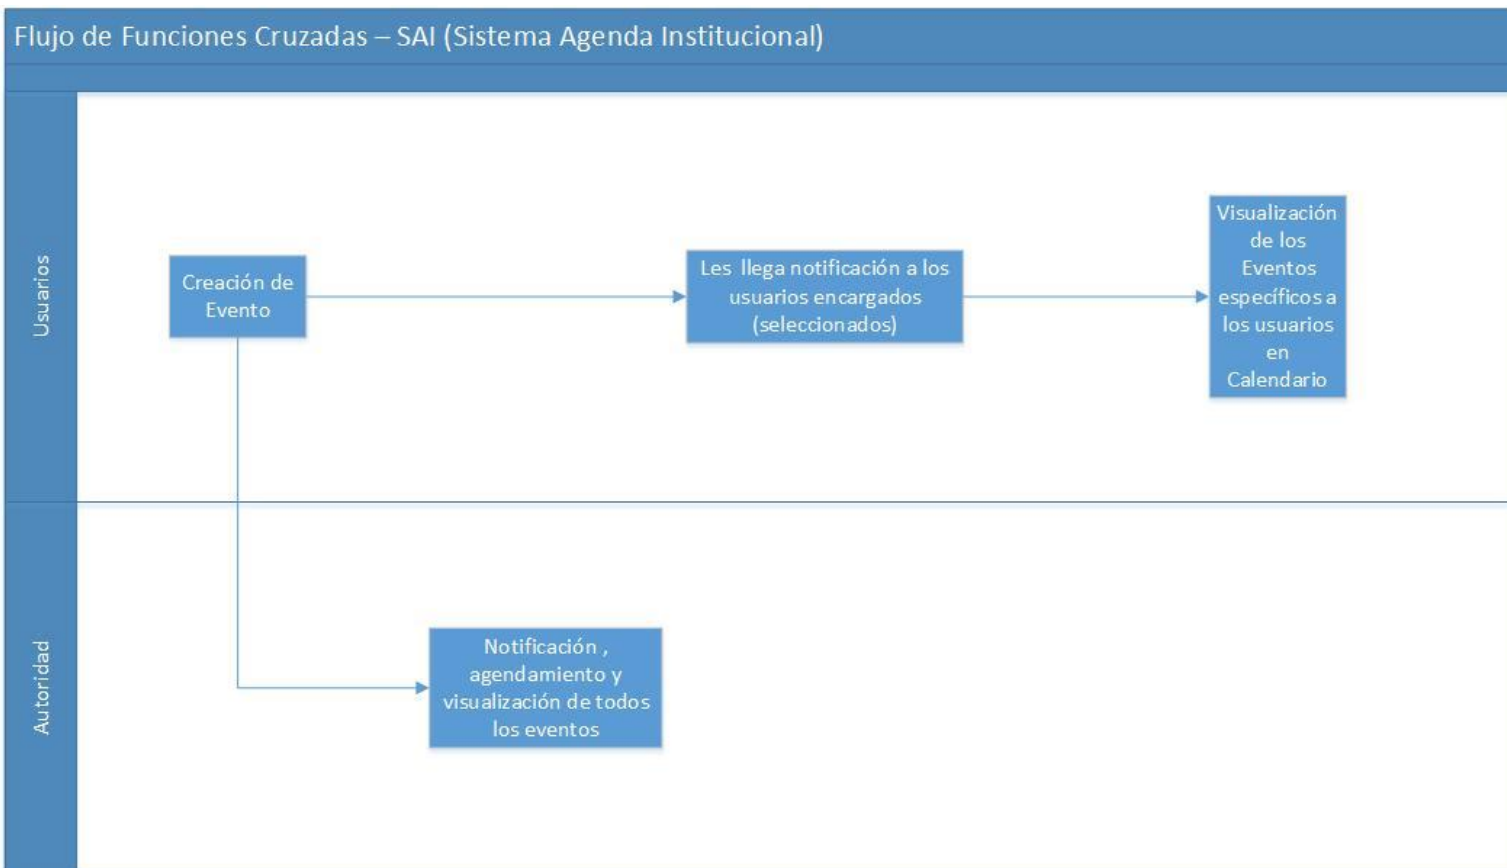 Flujo de Funciones Cruzadas – SAI (Sistema Agenda Institucional)
Usuarios
Creación de
Evento
Les llega notificación a los
usuarios encargados
(seleccionados)
Visualización
de los
Eventos
específicos a
los usuarios
en
Calendario
Autoridad
Notificación ,
agendamiento y
visualización de todos
los eventos